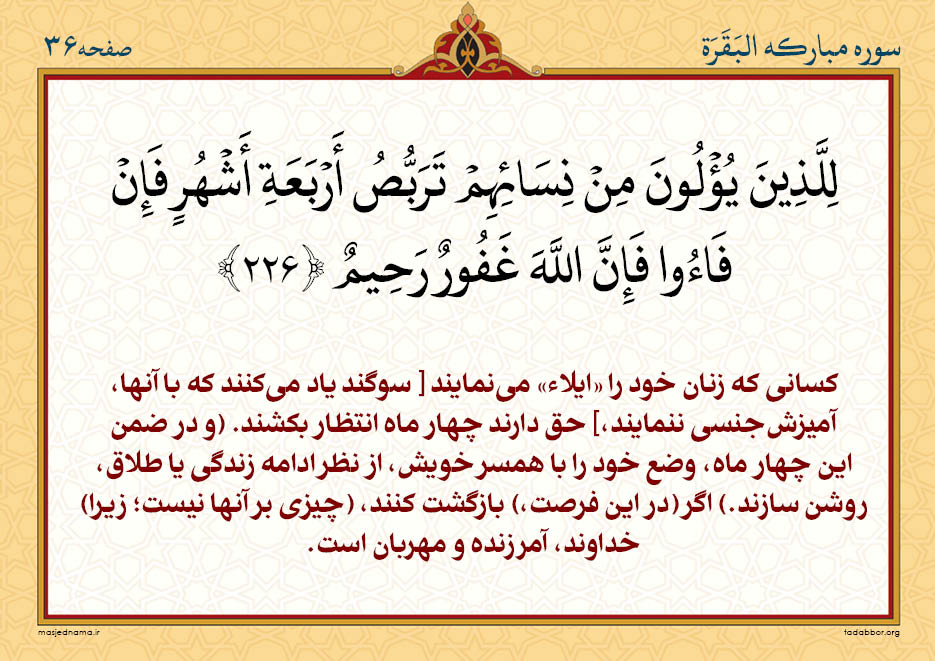 سوره مبارکه البَقَرَة
صفحه۳۶
لِلَّذِينَ يُؤْلُونَ مِنْ نِسَائِهِمْ تَرَبُّصُ أَرْبَعَةِ أَشْهُرٍ فَإِنْ
فَاءُوا فَإِنَّ اللَّهَ غَفُورٌ رَحِيمٌ ﴿۲۲۶﴾
کسانی که زنان خود را «ایلاء» می‌نمایند [ سوگند یاد می‌کنند که با آنها،
آمیزش‌جنسی ننمایند،] حق دارند چهار ماه انتظار بکشند. (و در ضمن
این چهار ماه، وضع خود را با همسر خویش، از نظر ادامه زندگی یا طلاق،
روشن سازند.) اگر (در این فرصت،) بازگشت کنند، (چیزی بر آنها نیست؛ زیرا)
خداوند، آمرزنده و مهربان است.
masjednama.ir
tadabbor.org